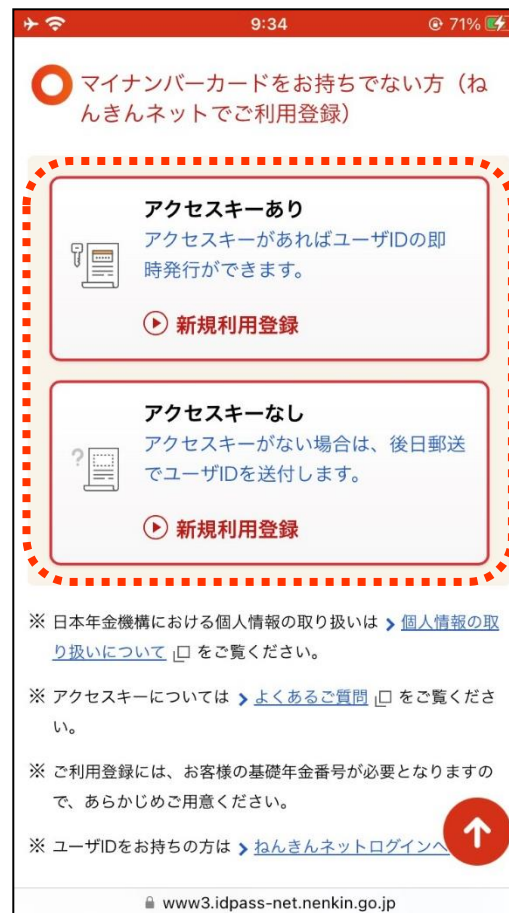 9:34
71%
マイナンバーカードをお持ちでない方（ね
んきんネットでご利用登録）
アクセスキーあり
アクセスキーがあればユーザIDの即
時発行ができます。
新規利用登録
アクセスキーなし
?
アクセスキーがない場合は、後日郵送
でユーザIDを送付します。
新規利用登録
※ 日本年金機構における個人情報の取り扱いは 個人情報の取
り扱いについて をご覧ください。
※ アクセスキーについては よくあるご質問 をご覧くださ
い。
※ ご利用登録には、お客様の基礎年金番号が必要となりますの
で、あらかじめご用意ください。
※ ユーザIDをお持ちの方は ねんきんネットログインへ
www3.idpass-net.nenkin.go.jp